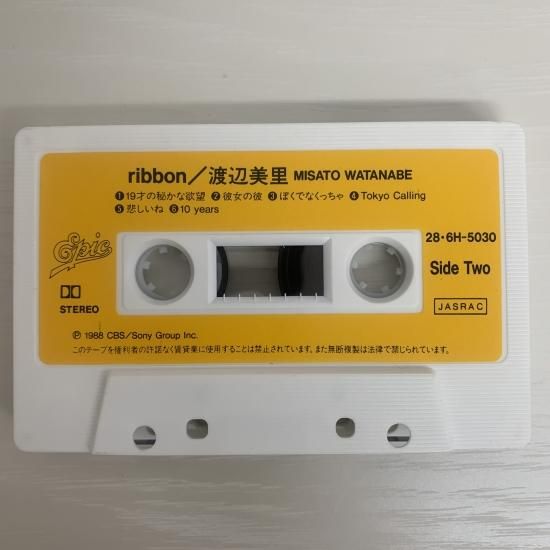 ribbon／渡辺美里 MISATO WATANABE
❶19才の秘かな欲望 ❷彼女の彼 ❸ぼくでなくっちゃ ❹Tokyo Calling
❺悲しいね ❻10 years
Epic
28・6H-5030
Side Two
STEREO
JASRAC
Ⓟ 1988 CBS/Sony Group Inc.
このテープを権利者の許諾なく賃貸業に使用することは禁止されています。また無断複製は法律で禁じられています。